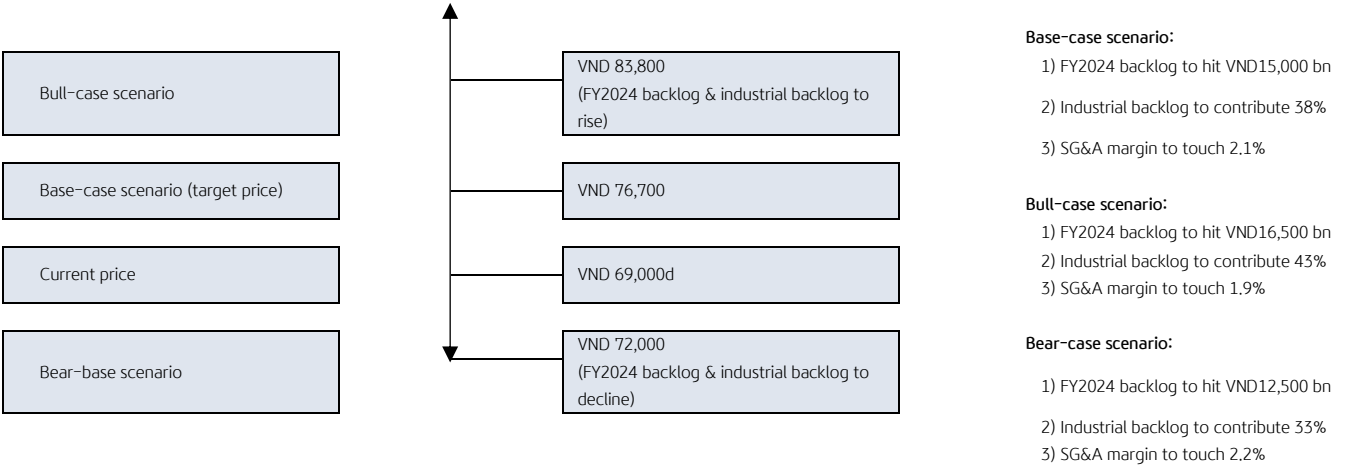 Bull-case scenario
VND 83,800
(FY2024 backlog & industrial backlog to
rise)
Base-case scenario (target price)
VND 76,700
Current price
VND 69,000d
Bear-base scenario
VND 72,000
(FY2024 backlog & industrial backlog to
decline)
Base-case scenario:
1) FY2024 backlog to hit VND15,000 bn
2) Industrial backlog to contribute 38%
3) SG&A margin to touch 2.1%
Bull-case scenario:
1) FY2024 backlog to hit VND16,500 bn
2) Industrial backlog to contribute 43%
3) SG&A margin to touch 1.9%
Bear-case scenario:
1) FY2024 backlog to hit VND12,500 bn
2) Industrial backlog to contribute 33%
3) SG&A margin to touch 2.2%